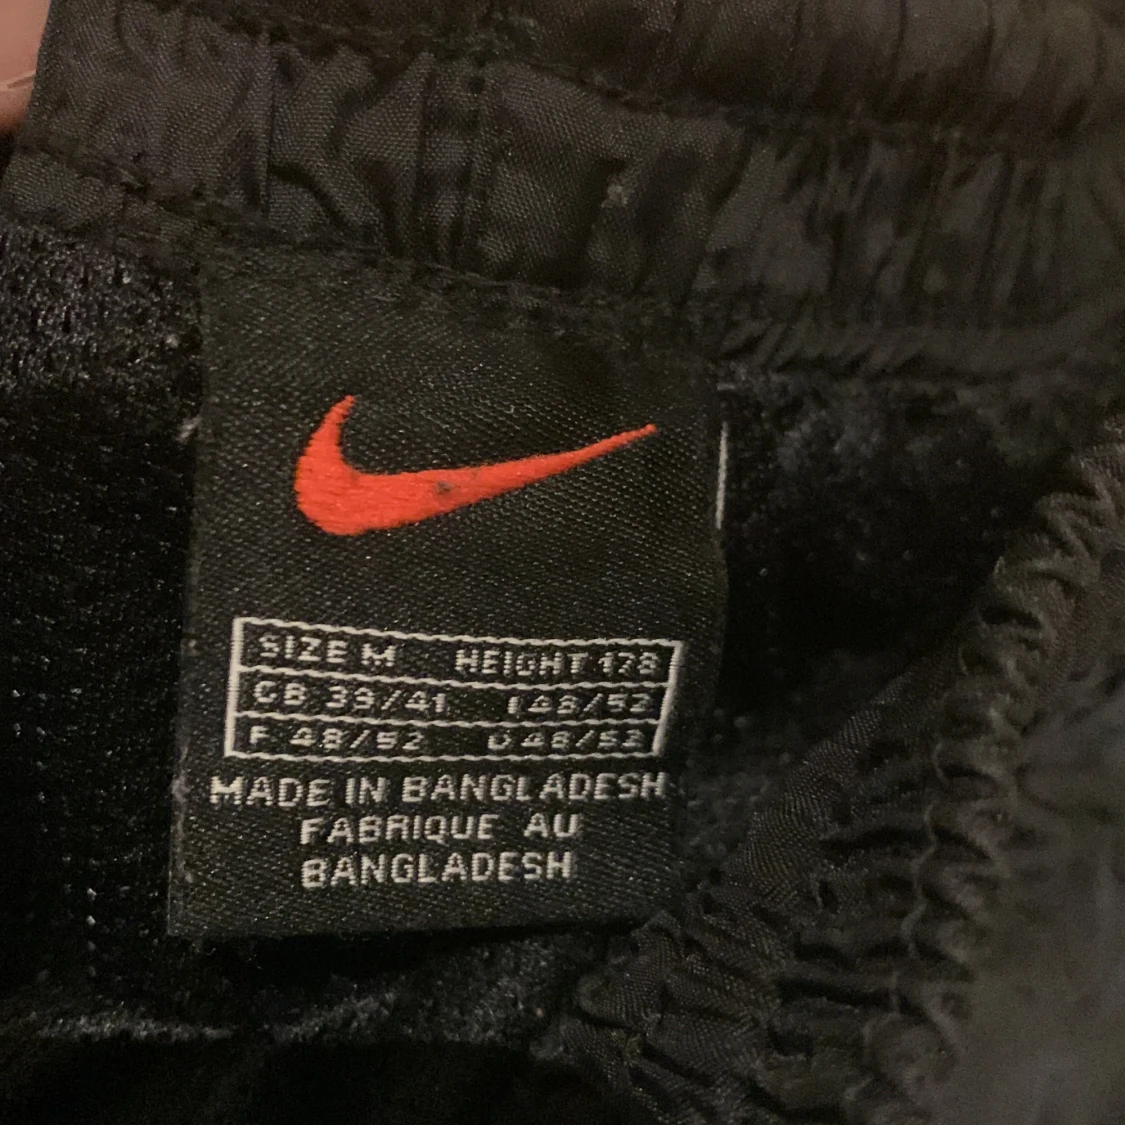 SIZE M HEIGHT 178
GB 39/41 I 48/52
F 48/52 D 48/52
MADE IN BANGLADESH
FABRIQUE AU
BANGLADESH